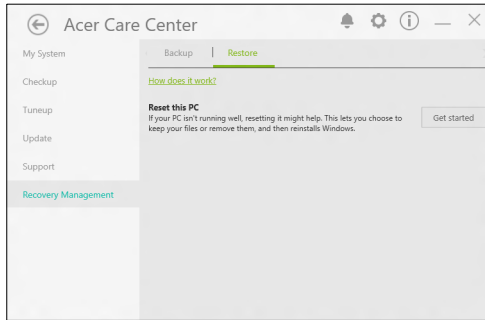 Acer Care Center
My System
Backup | Restore
Checkup
How does it work?
Tuneup
Reset this PC
If your PC isn't running well, resetting it might help. This lets you choose to
keep your files or remove them, and then reinstalls Windows.
Get started
Update
Support
Recovery Management